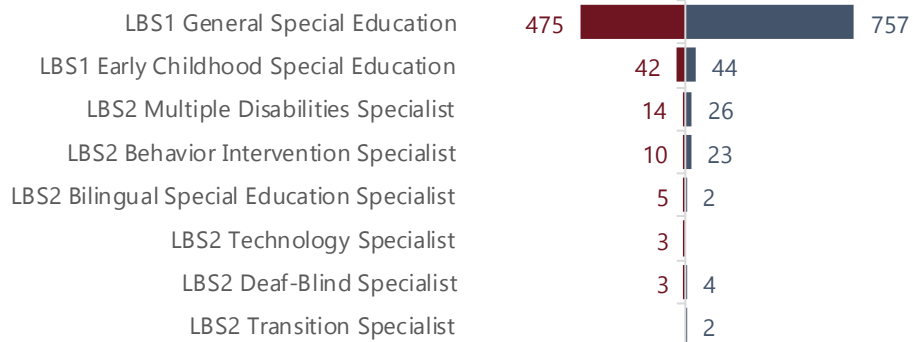 LBS1 General Special Education 475 757
LBS1 Early Childhood Special Education 42 44
LBS2 Multiple Disabilities Specialist 14 26
LBS2 Behavior Intervention Specialist 10 23
LBS2 Bilingual Special Education Specialist 5 2
LBS2 Technology Specialist 3
LBS2 Deaf-Blind Specialist 3 4
LBS2 Transition Specialist 2